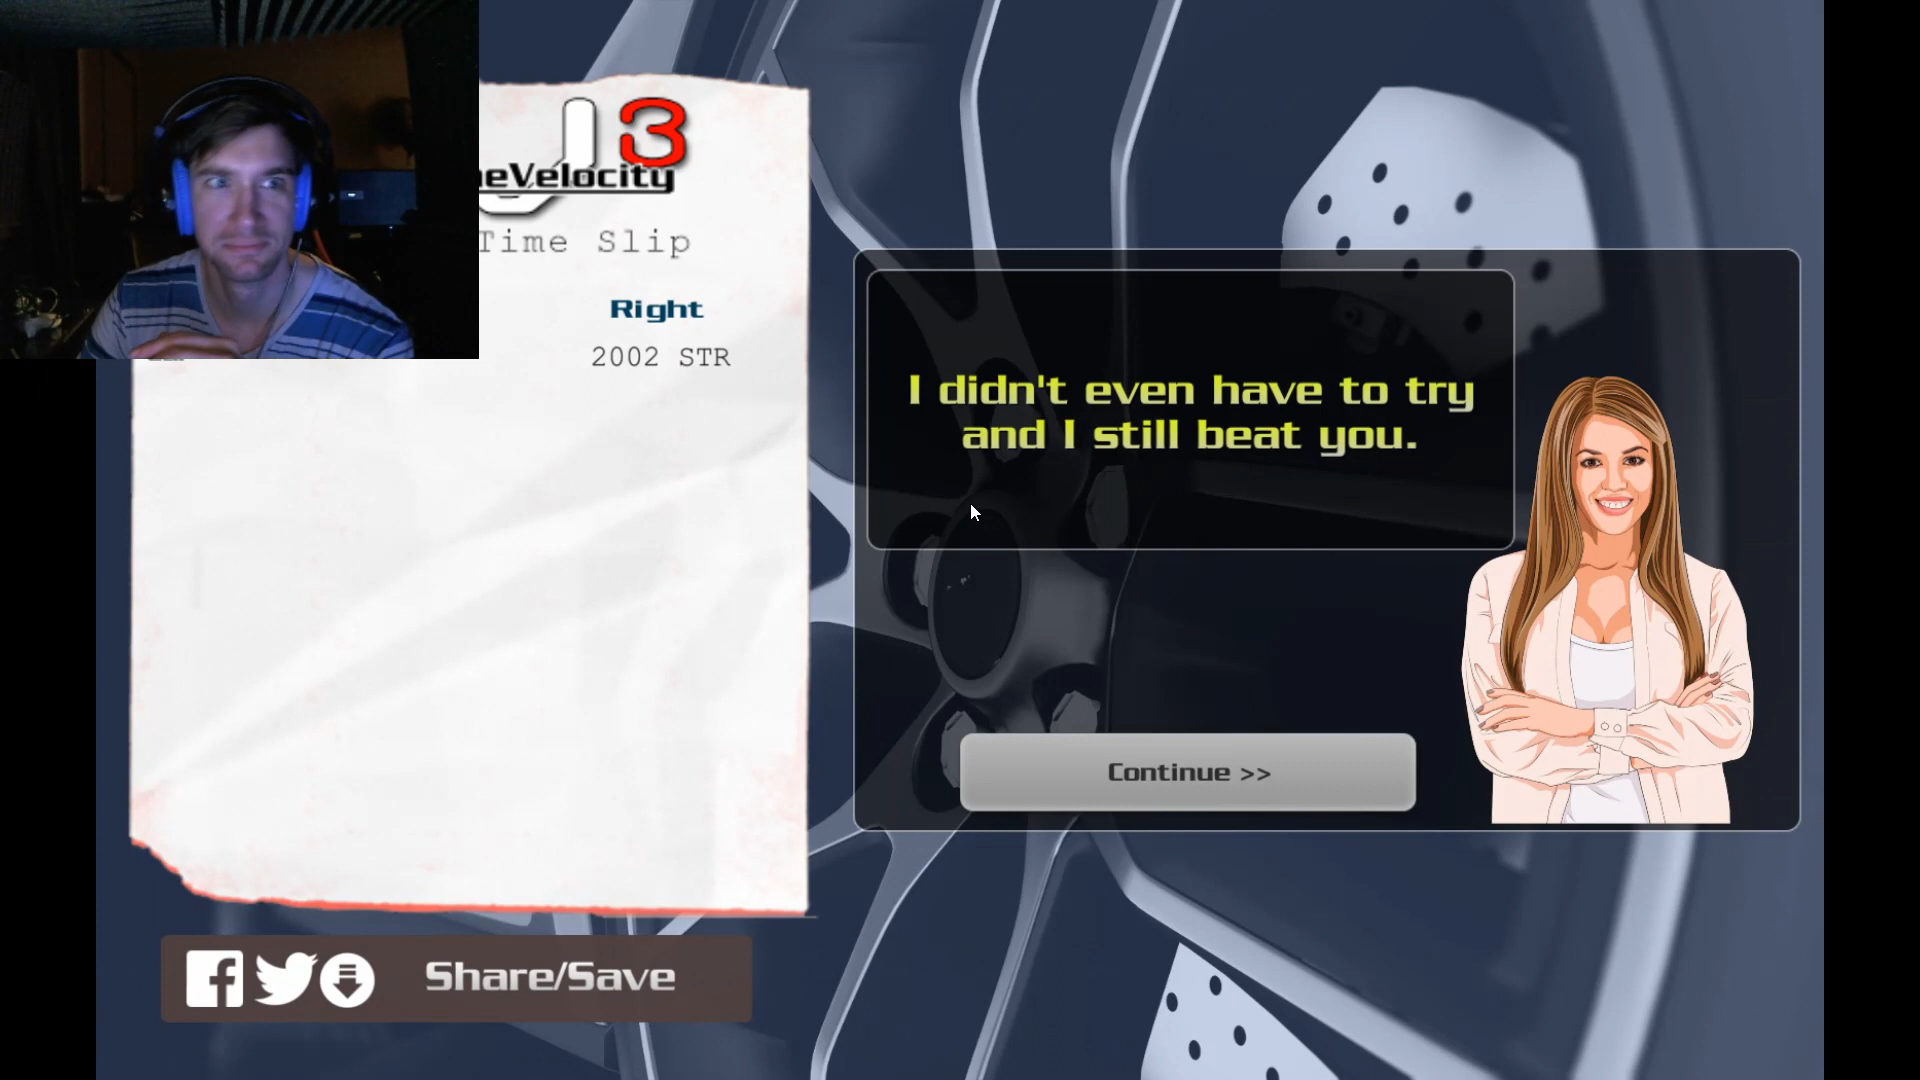 J 3
eVelocity
Time Slip
Right
2002 STR
I didn't even have to try
and I still beat you.
Continue >>
Share/Save